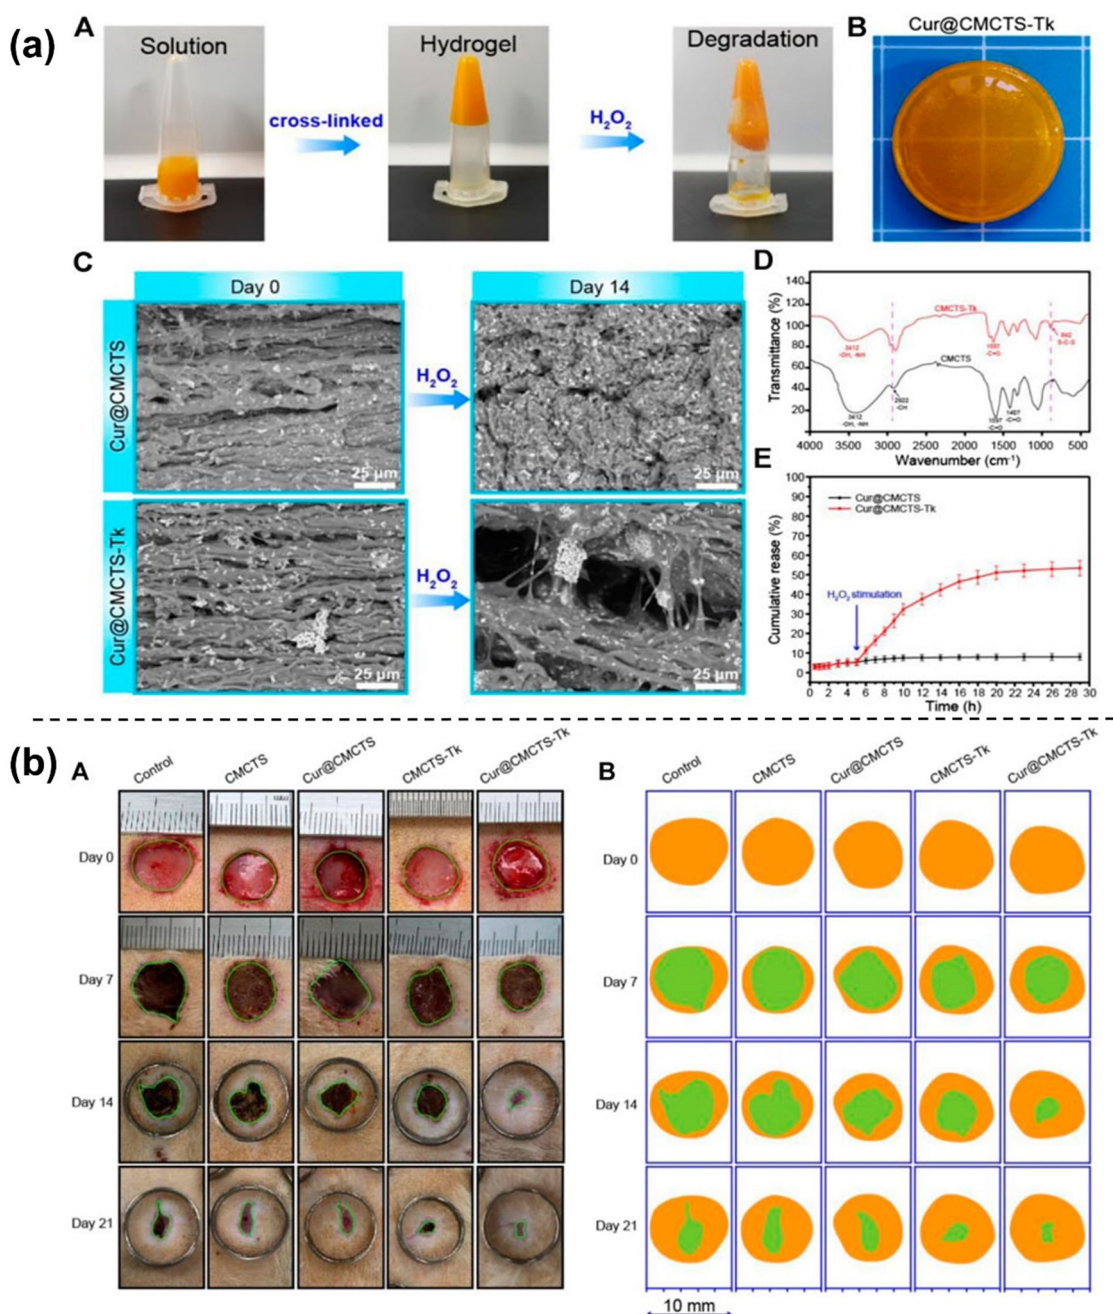 (a)
A
Solution
cross-linked
Hydrogel
H2O2
Degradation
B
Cur@CMCTS-Tk
C
Day 0
Day 14
Cur@CMCTS
H2O2
25 μm
25 μm
Cur@CMCTS-Tk
H2O2
25 μm
25 μm
D
Transmittance (%)
140
120
100
80
60
40
20
CMCTS-Tk
3412
-OH, -NH
-C=O
S-C-S
CMCTS
3412
-OH, -NH
2922
-CH
1597
-C=O
1407
-C=O
4000 3500 3000 2500 2000 1500 1000 500
Wavenumber (cm-1)
E
Cumulative rease (%)
100
90
80
70
60
50
40
30
20
10
0
Cur@CMCTS
Cur@CMCTS-Tk
H2O2 stimulation
0 2 4 6 8 10 12 14 16 18 20 22 24 26 28 30
Time (h)
(b)
A
Control
CMCTS
Cur@CMCTS
CMCTS-Tk
Cur@CMCTS-Tk
Day 0
Day 7
Day 14
Day 21
B
Control
CMCTS
Cur@CMCTS
CMCTS-Tk
Cur@CMCTS-Tk
Day 0
Day 7
Day 14
Day 21
10 mm